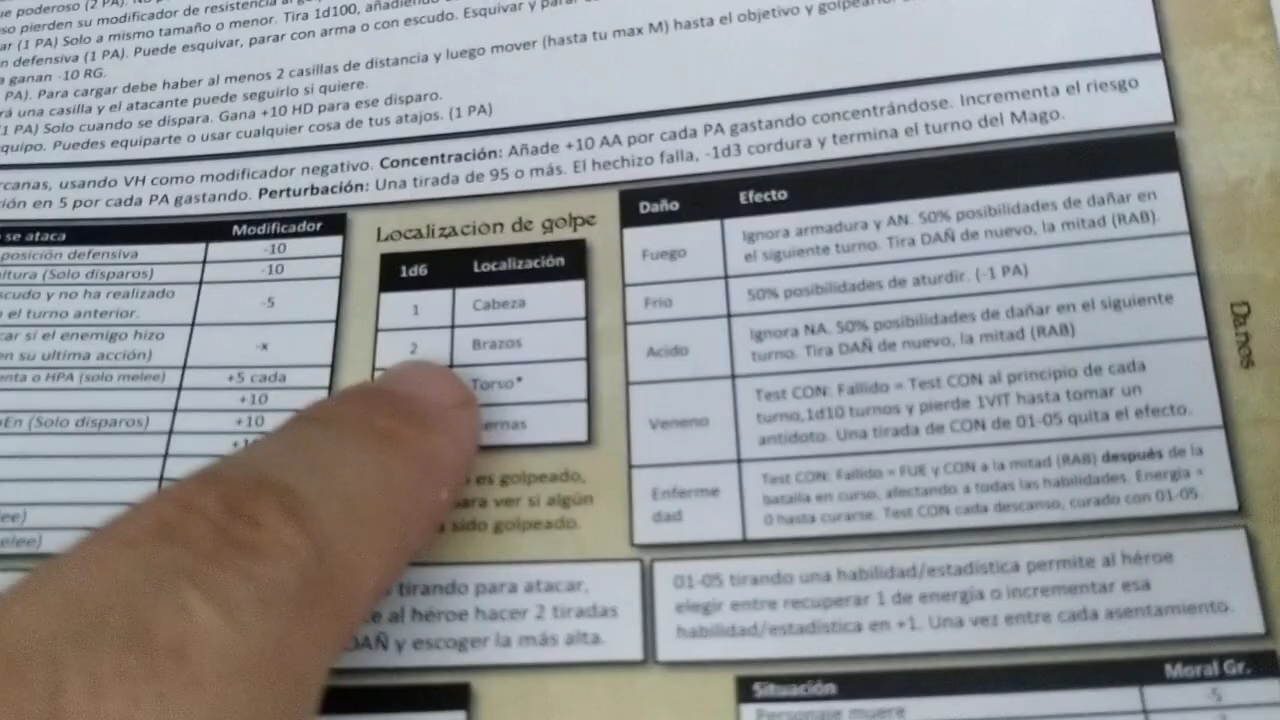 e poderoso (2 PA).
so pierden su modificador de resistencia
ar (1 PA) Solo a mismo tamaño o menor. Tira 1d100, añadiendo
n defensiva (1 PA). Puede esquivar, parar con arma o con escudo. Esquivar y
ganan -10 RG.
PA). Para cargar debe haber al menos 2 casillas de distancia y luego mover (hasta tu max M) hasta el objetivo y
rá una casilla y el atacante puede seguirlo si quiere.
1 PA) Solo cuando se dispara. Gana +10 HD para ese disparo.
quipo. Puedes equiparte o usar cualquier cosa de tus atajos. (1 PA)
rcanas, usando VH como modificador negativo. Concentración: Añade +10 AA por cada PA gastando concentrándose. Incrementa el riesgo
ión en 5 por cada PA gastando. Perturbación: Una tirada de 95 o más. El hechizo falla, -1d3 cordura y termina el turno del Mago.
se ataca Modificador
posición defensiva -10
ltura (Solo disparos) -10
scudo y no ha realizado
el turno anterior. -5
car si el enemigo hizo
en su ultima acción) -x
enta o HPA (solo melee) +5 cada
+10
oEn (Solo disparos) +10
lee)
elee)
Localizacion de golpe
1d6 Localización
1 Cabeza
2 Brazos
Torso*
ernas
es golpeado,
ara ver si algún
sido golpeado.
Daño Efecto
Fuego Ignora armadura y AN. 50% posibilidades de dañar en
el siguiente turno. Tira DAÑ de nuevo, la mitad (RAB).
Frio 50% posibilidades de aturdir. (-1 PA)
Acido Ignora NA. 50% posibilidades de dañar en el siguiente
turno. Tira DAÑ de nuevo, la mitad (RAB)
Veneno Test CON: Fallido = Test CON al principio de cada
turno,1d10 turnos y pierde 1VIT hasta tomar un
antidoto. Una tirada de CON de 01-05 quita el efecto.
Enferme
dad Test CON: Fallido = FUE y CON a la mitad (RAB) después de la
batalla en curso, afectando a todas las habilidades. Energía =
0 hasta curarse. Test CON cada descanso, curado con 01-05
Danos
tirando para atacar,
e al héroe hacer 2 tiradas
DAÑ y escoger la más alta.
01-05 tirando una habilidad/estadística permite al héroe
elegir entre recuperar 1 de energía o incrementar esa
habilidad/estadística en +1. Una vez entre cada asentamiento.
Situación Moral Gr.
Personaje muere -5